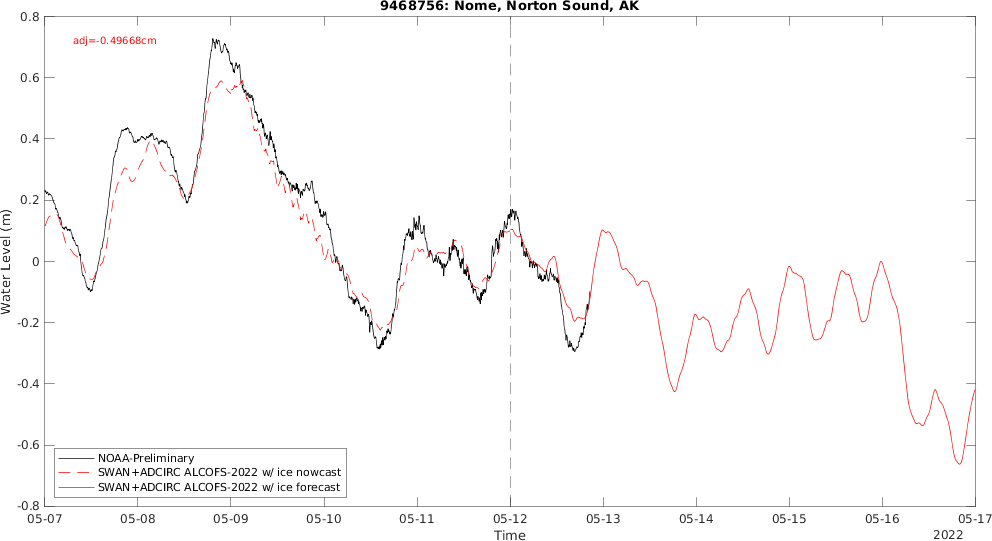 9468756: Nome, Norton Sound, AK
adj=-0.49668cm
0.8
0.6
0.4
0.2
0
-0.2
-0.4
-0.6
-0.8
Water Level (m)
NOAA-Preliminary
SWAN+ADCIRC ALCOFS-2022 w/ ice nowcast
SWAN+ADCIRC ALCOFS-2022 w/ ice forecast
05-07 05-08 05-09 05-10 05-11 05-12 05-13 05-14 05-15 05-16 05-17
Time
2022